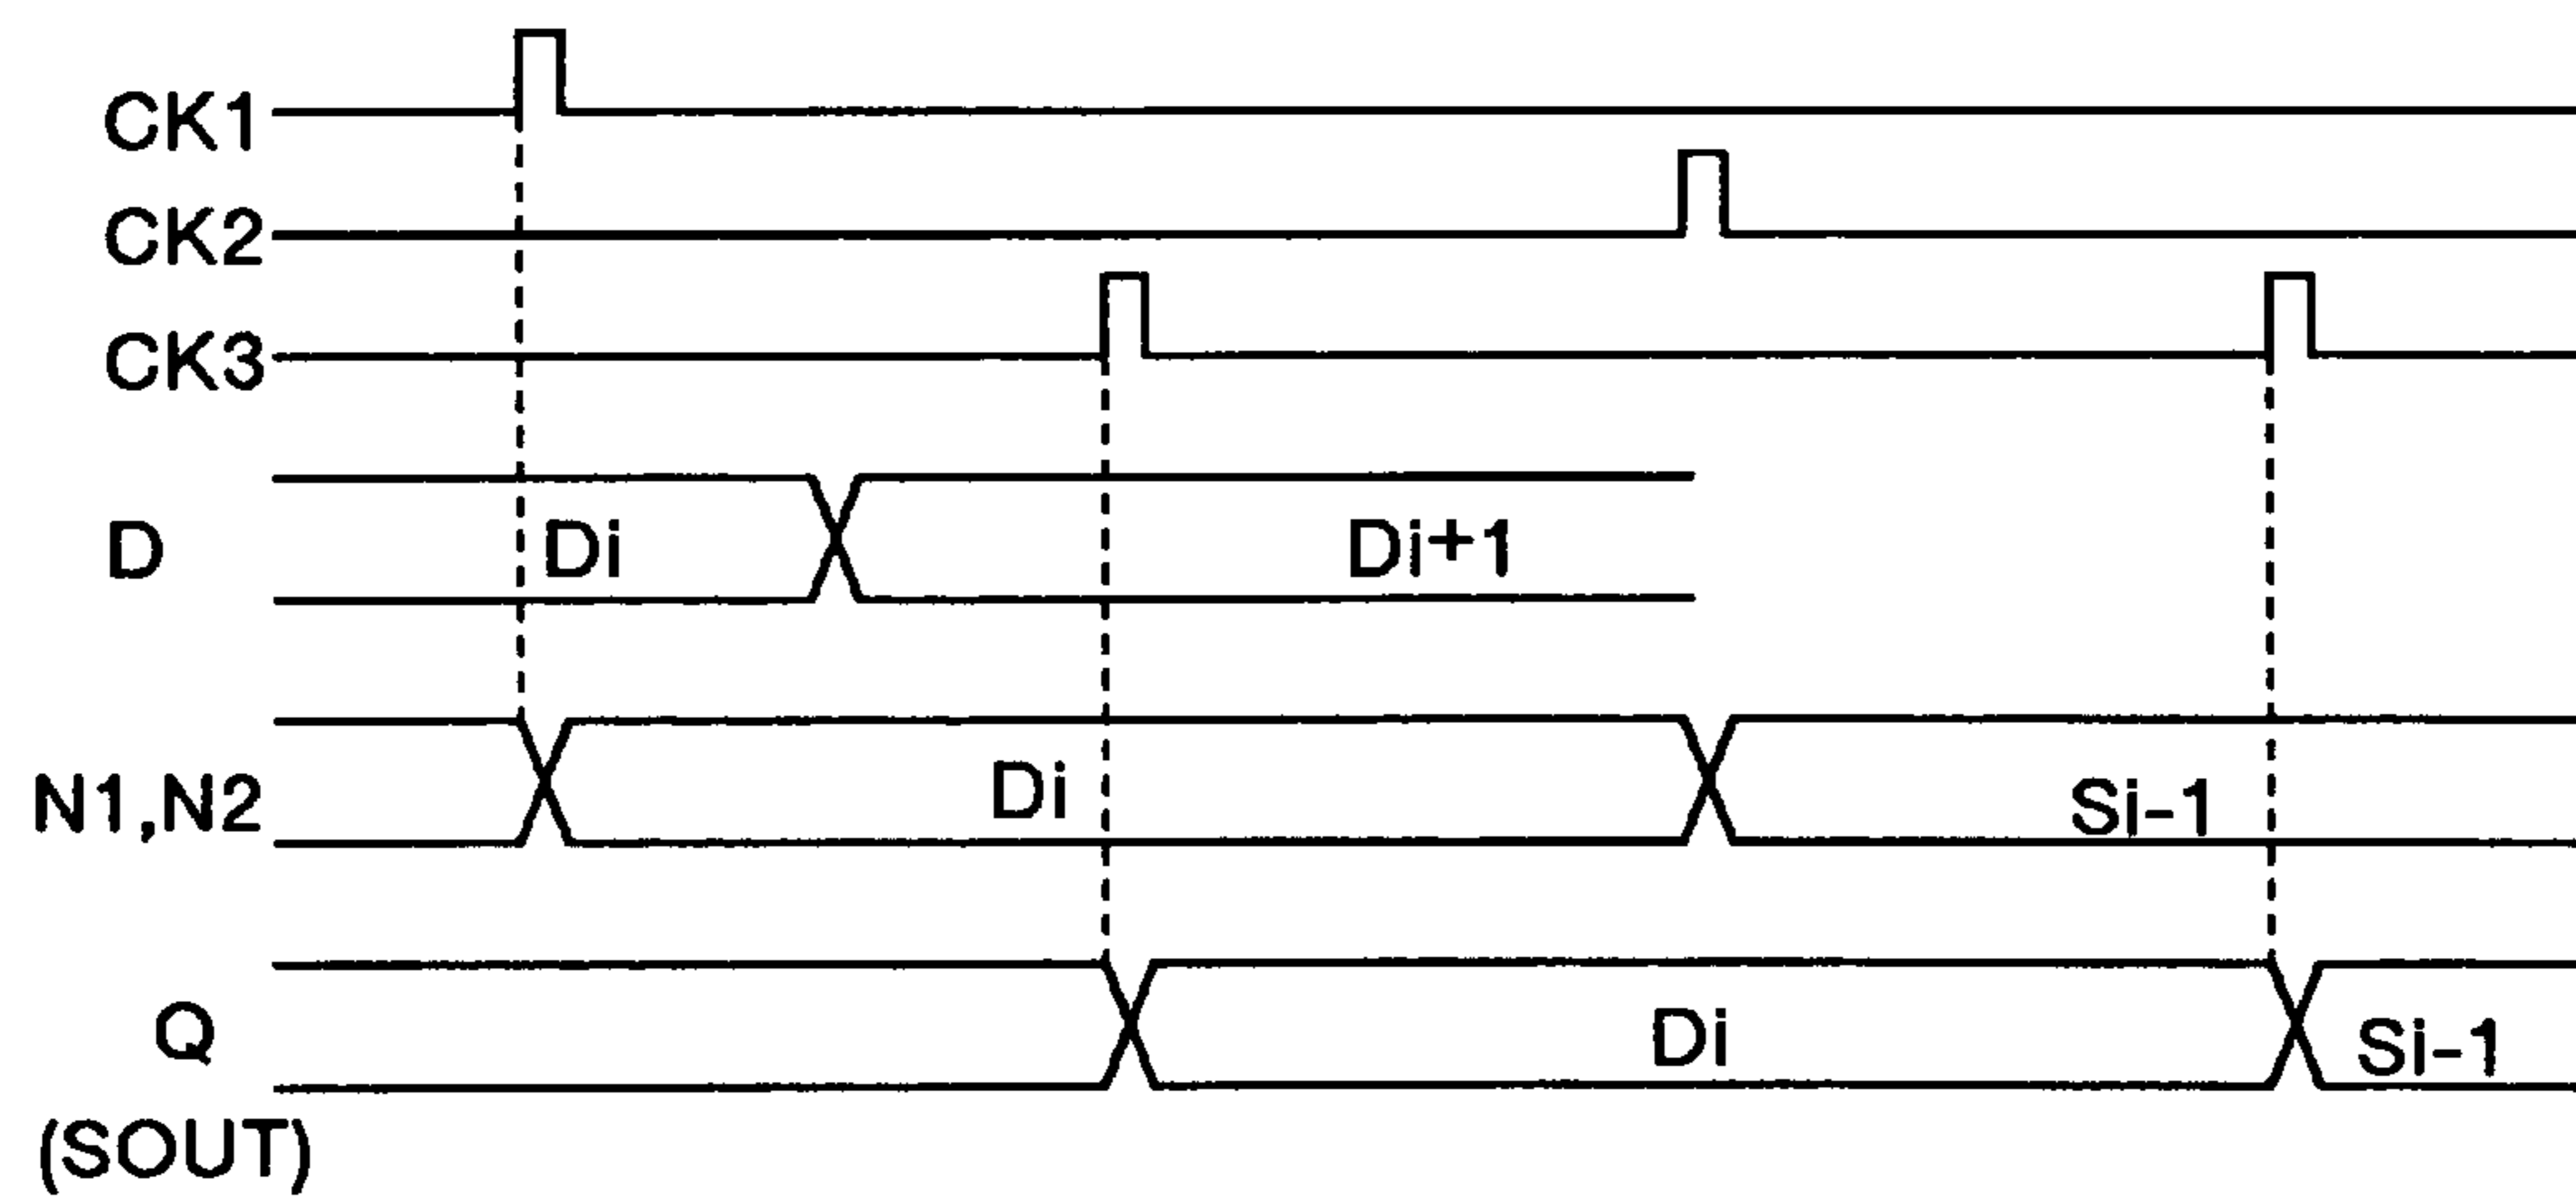 CK1
CK2
CK3
D Di Di+1
N1,N2 Di Si-1
Q Di Si-1
(SOUT)